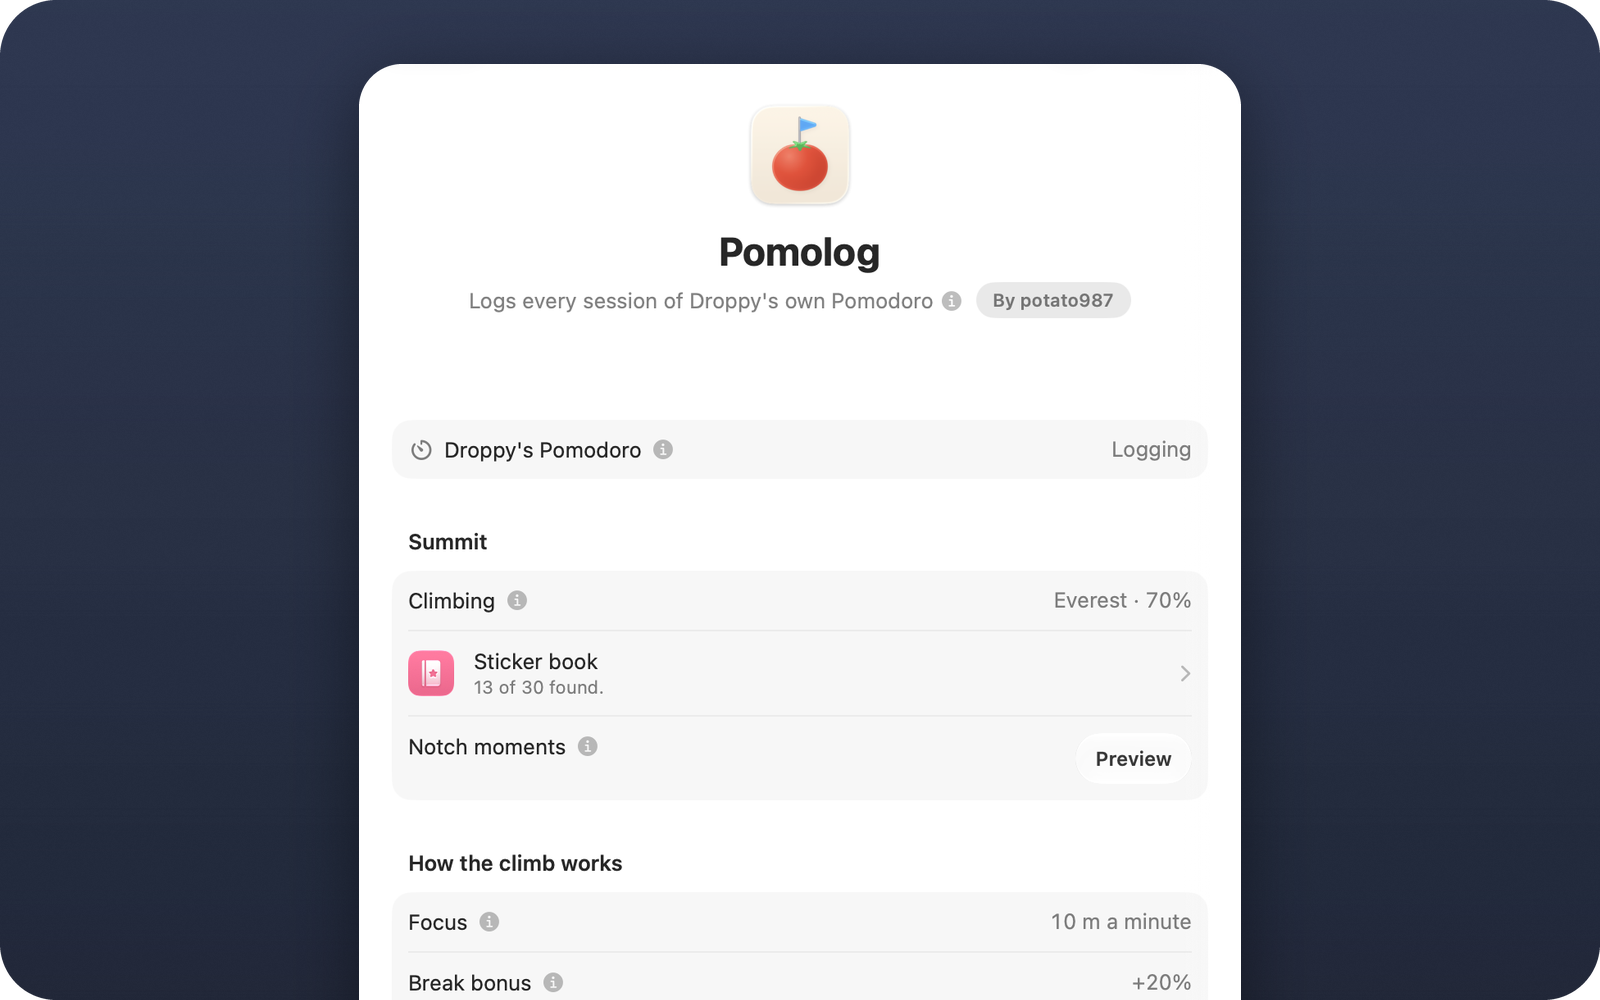 Pomolog
Logs every session of Droppy's own Pomodoro
By potato987
Droppy's Pomodoro
Logging
Summit
Climbing
Everest · 70%
Sticker book
13 of 30 found.
Notch moments
Preview
How the climb works
Focus
10 m a minute
Break bonus
+20%